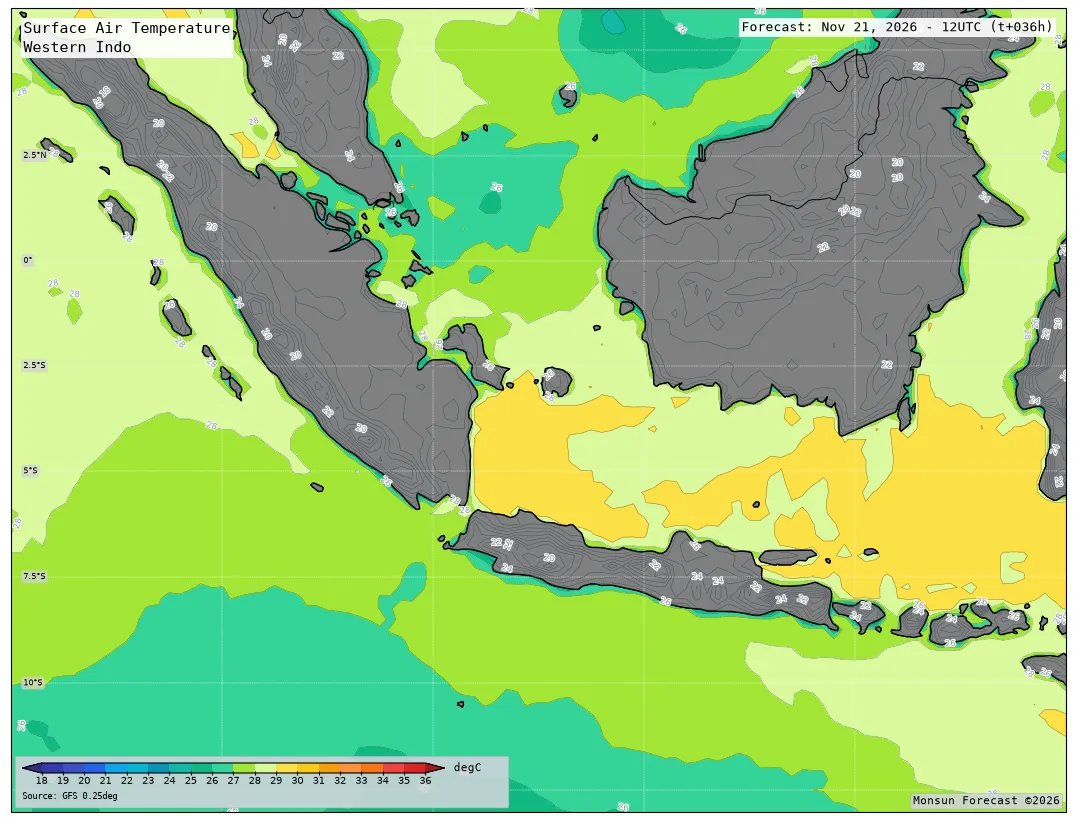 Surface Air Temperature
Western Indo
Forecast: Nov 21, 2026 - 12UTC (t+036h)
2.5°N
0°
2.5°S
5°S
7.5°S
10°S
degC
18 19 20 21 22 23 24 25 26 27 28 29 30 31 32 33 34 35 36
Source: GFS 0.25deg
Monsun Forecast ©2026